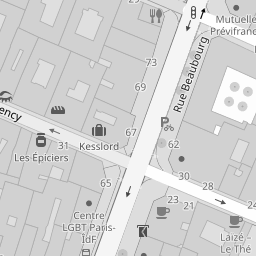 Mutuelle
Prévifrance
Rue Beaubourg
73
69
67
62
ency
31
Kesslord
Les Épiciers
65
30
28
24
23
21
Centre
LGBT Paris-
IdF
Laizé -
Le Thé